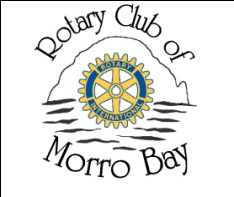 Rotary Club of
ROTARY
INTERNATIONAL
Morro Bay